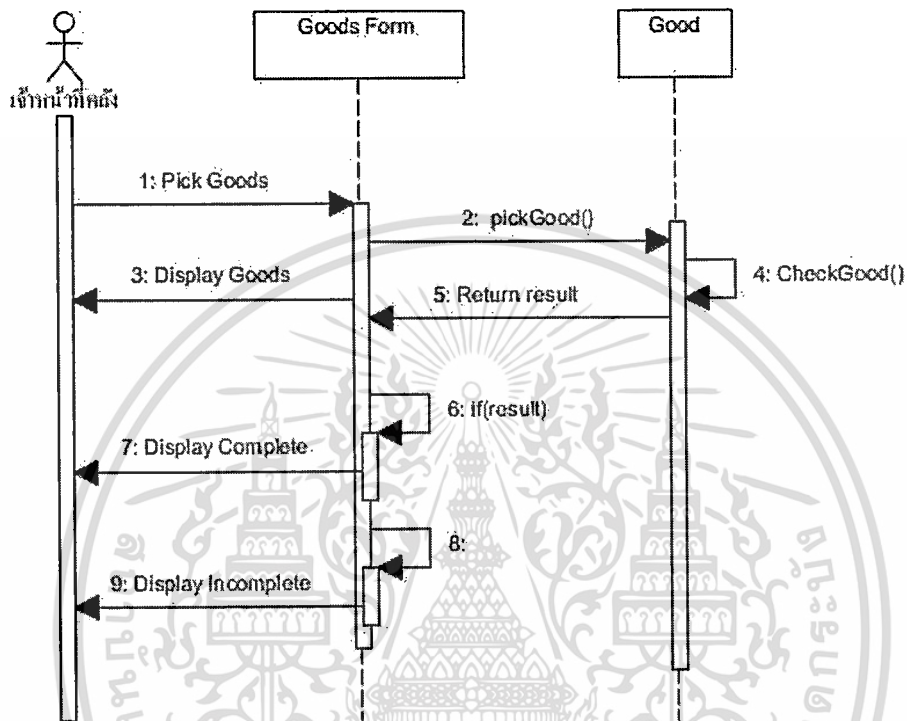 Goods Form
Good
เจ้าหน้าที่คลัง
1: Pick Goods
2: pickGood()
3: Display Goods
4: CheckGood()
5: Return result
6: if(result)
7: Display Complete
8:
9: Display Incomplete